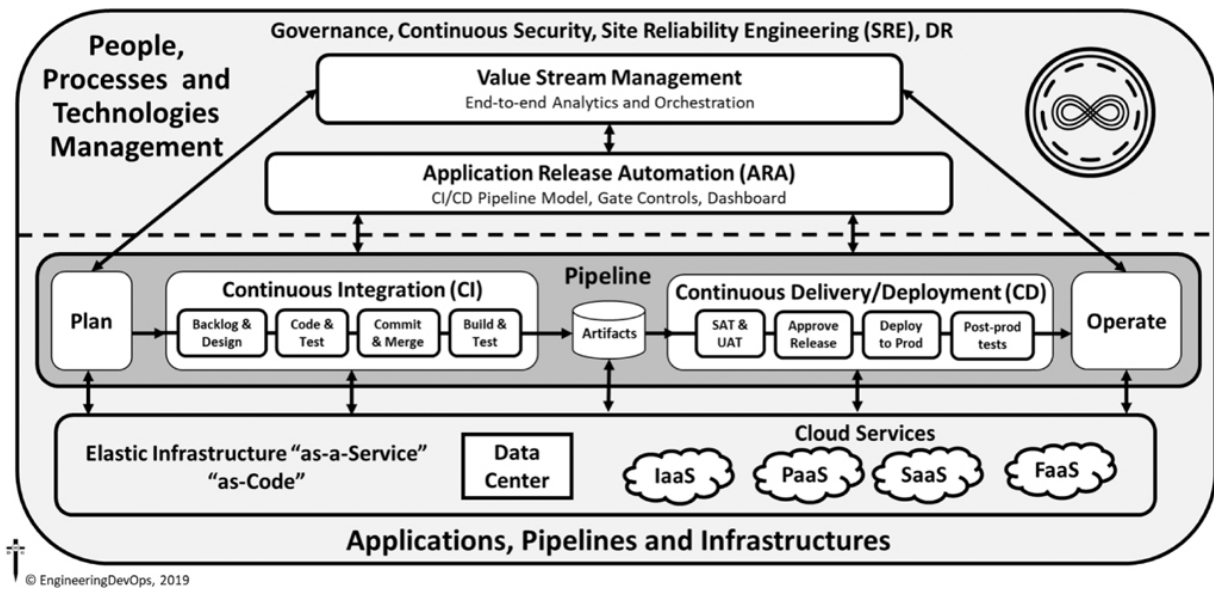 Governance, Continuous Security, Site Reliability Engineering (SRE), DR
People,
Processes and
Technologies
Management
Value Stream Management
End-to-end Analytics and Orchestration
Application Release Automation (ARA)
CI/CD Pipeline Model, Gate Controls, Dashboard
Pipeline
Plan
Continuous Integration (CI)
Backlog &
Design
Code &
Test
Commit
& Merge
Build &
Test
Artifacts
Continuous Delivery/Deployment (CD)
SAT &
UAT
Approve
Release
Deploy
to Prod
Post-prod
tests
Operate
Elastic Infrastructure “as-a-Service”
“as-Code”
Data
Center
Cloud Services
IaaS
PaaS
SaaS
FaaS
Applications, Pipelines and Infrastructures
© EngineeringDevOps, 2019